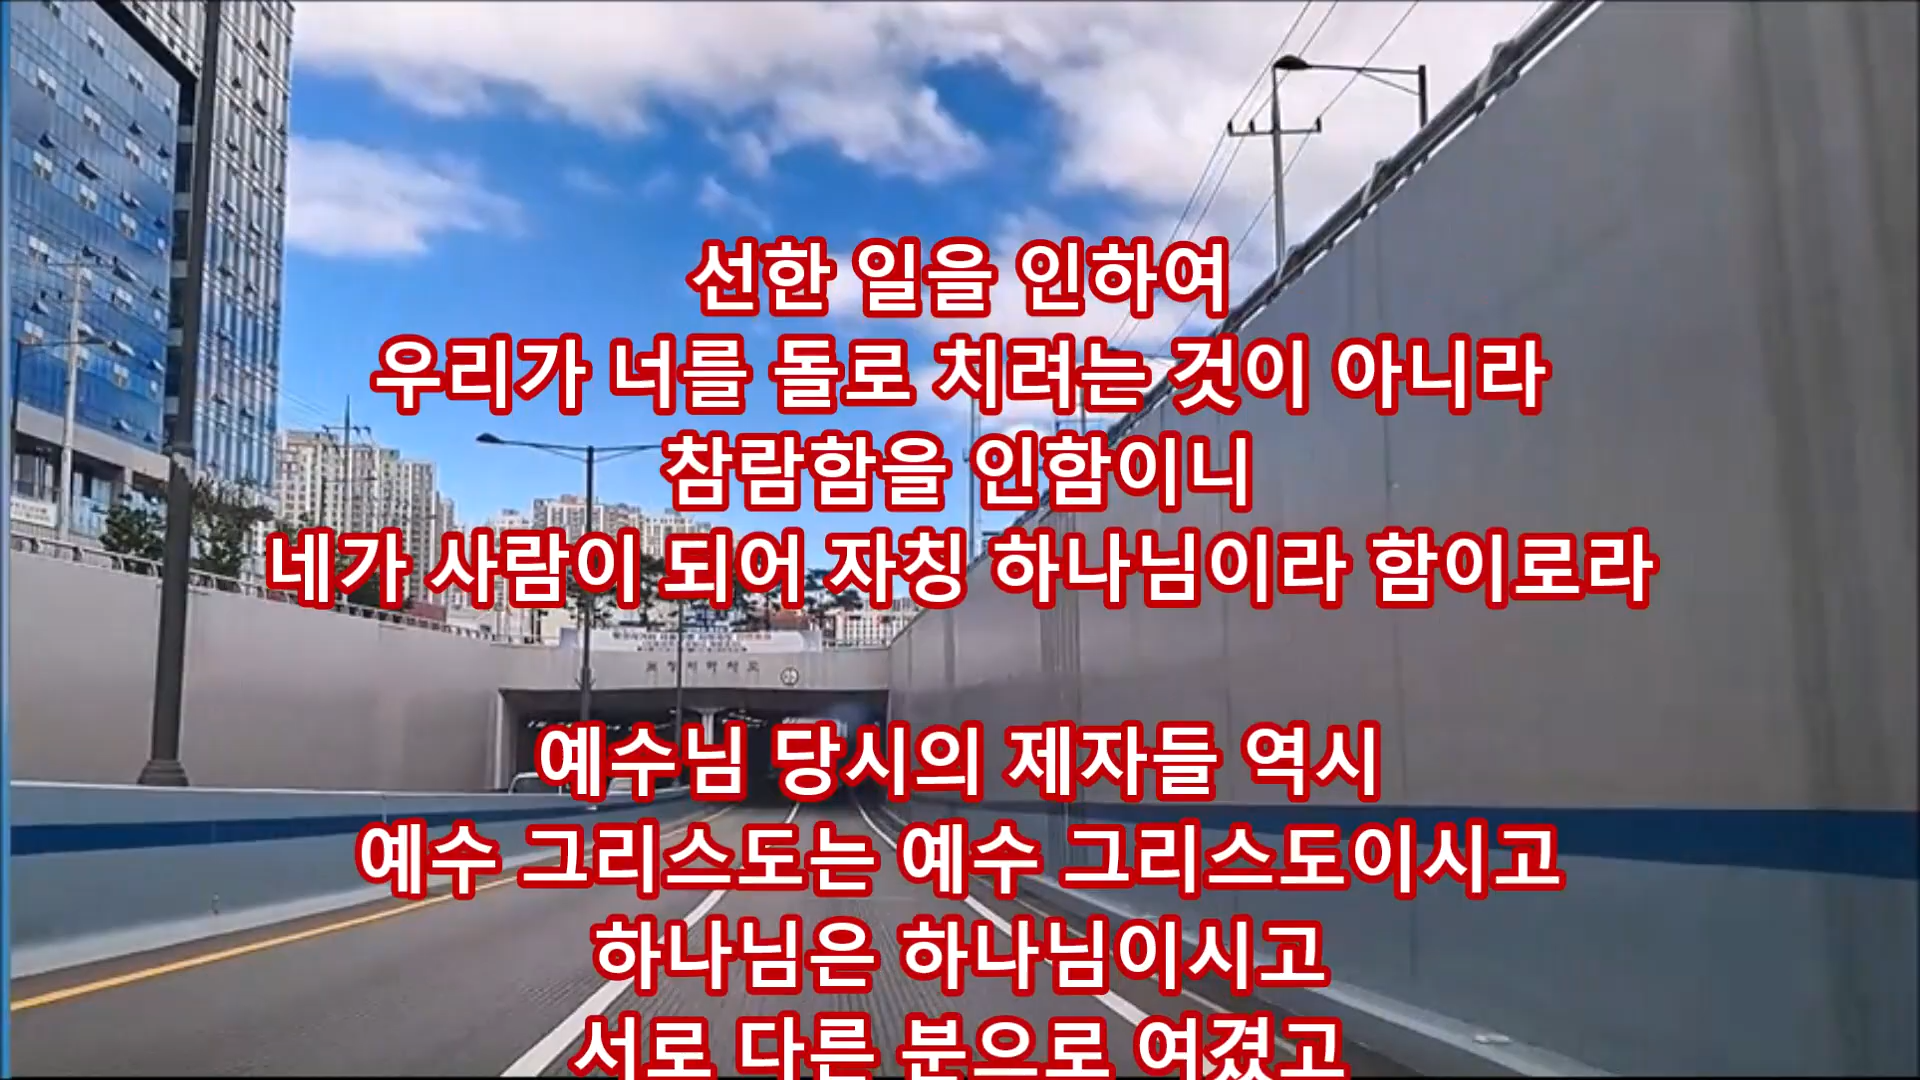 선한 일을 인하여
우리가 너를 돌로 치려는 것이 아니라
참람함을 인함이니
네가 사람이 되어 자칭 하나님이라 함이로라
예수님 당시의 제자들 역시
예수 그리스도는 예수 그리스도이시고
하나님은 하나님이시고
서로 다른 분으로 여겼고